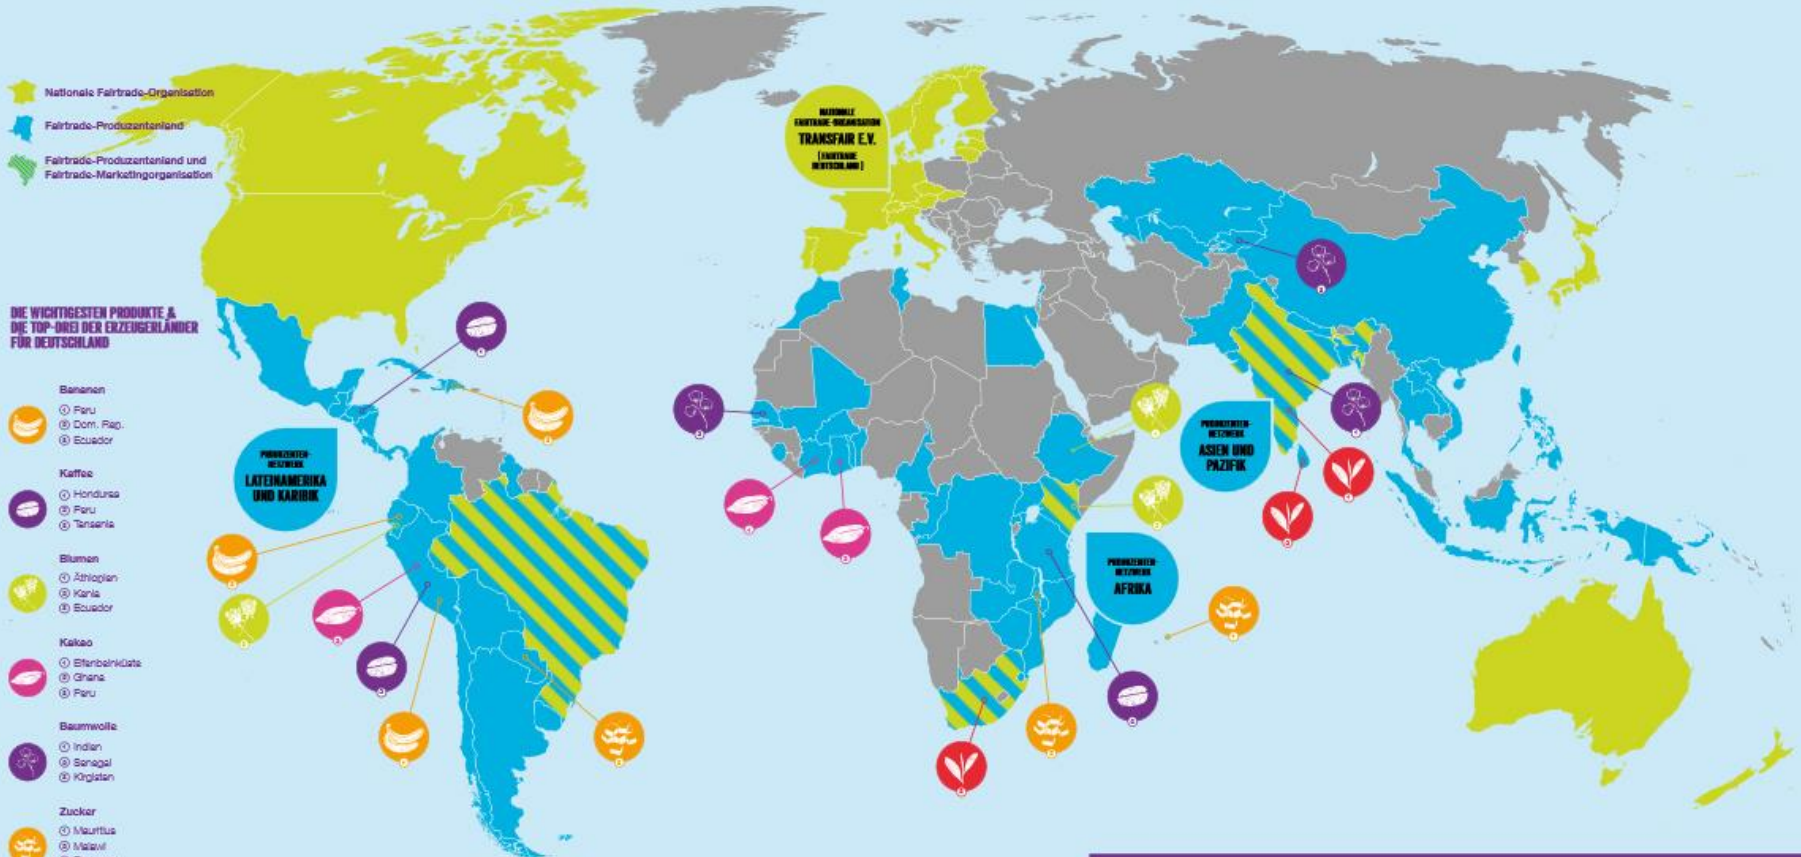 Nationale Fairtrade-Organisation
Fairtrade-Produzentenland
Fairtrade-Produzentenland und
Fairtrade-Marketingorganisation
DIE WICHTIGSTEN PRODUKTE &
DIE TOP-DREI DER ERZEUGERLÄNDER
FÜR DEUTSCHLAND
Bananen
① Peru
② Dom. Rep.
③ Ecuador
Kaffee
① Honduras
② Peru
③ Tansania
Blumen
① Äthiopien
② Kenia
③ Ecuador
Kakao
① Elfenbeinküste
② Ghana
③ Peru
Baumwolle
① Indien
② Senegal
③ Kirgistan
Zucker
① Mauritius
② Malawi
NATIONALE
FAIRTRADE-ORGANISATION
TRANSFAIR E.V.
(FAIRTRADE
DEUTSCHLAND)
PRODUZENTEN-
NETZWERK
LATEINAMERIKA
UND KARIBIK
PRODUZENTEN-
NETZWERK
ASIEN UND
PAZIFIK
PRODUZENTEN-
NETZWERK
AFRIKA